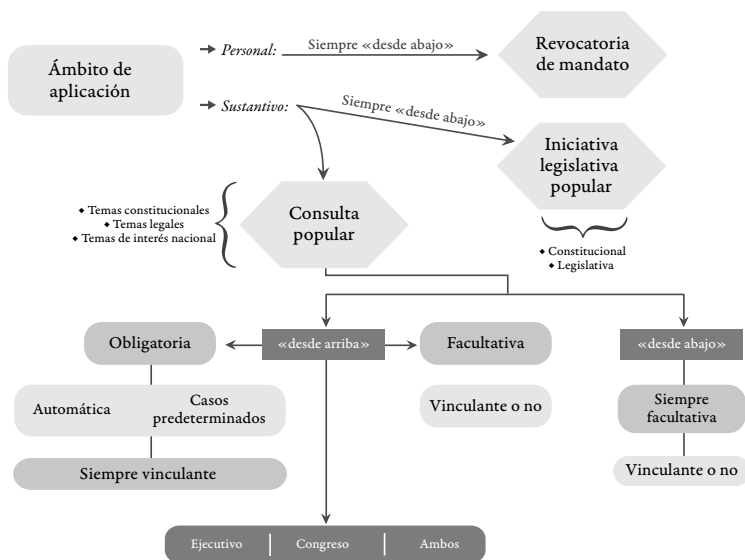 Ámbito de
aplicación
Personal:
Siempre «desde abajo»
Revocatoria
de mandato
Sustantivo:
Siempre «desde abajo»
Iniciativa
legislativa
popular
◆ Constitucional
◆ Legislativa
◆ Temas constitucionales
◆ Temas legales
◆ Temas de interés nacional
Consulta
popular
Obligatoria
«desde arriba»
Facultativa
«desde abajo»
Automática
Casos
predeterminados
Vinculante o no
Siempre
facultativa
Siempre vinculante
Vinculante o no
Ejecutivo
Congreso
Ambos